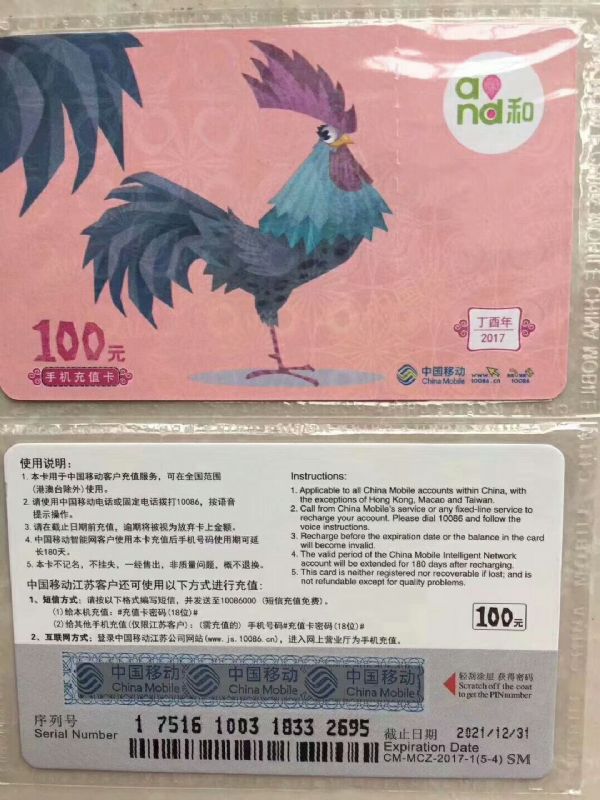 and和
100元
手机充值卡
丁酉年
2017
中国移动
China Mobile
www.
10086.cn
10086
使用说明：
1. 本卡用于中国移动客户充值服务，可在全国范围
(港澳台除外)使用。
2. 请使用中国移动电话或固定电话拨打10086，按语音
提示操作。
3. 请在截止日期前充值，逾期将被视为放弃卡上金额。
4. 中国移动智能网客户使用本卡充值后手机号码使用期可延
长180天。
5. 本卡不记名，不挂失，一经售出，非质量问题，概不退换。
Instructions:
1. Applicable to all China Mobile accounts within China, with
the exceptions of Hong Kong, Macao and Taiwan.
2. Call from China Mobile's service or any fixed-line service to
recharge your account. Please dial 10086 and follow the
voice instructions.
3. Recharge before the expiration date or the balance in the card
will become invalid.
4. The valid period of the China Mobile Intelligent Network
account will be extended for 180 days after recharging.
5. This card is neither registered nor recoverable if lost; and is
not refundable except for quality problems.
中国移动江苏客户还可使用以下方式进行充值：
1、短信方式：请按以下格式编写短信，并发送至10086000 (短信充值免费)。
(1)给本机充值：#充值卡密码(18位)#
(2)给其他手机充值(仅限江苏客户)：(需充值的) 手机号码#充值卡密码(18位)#
2、互联网方式：登录中国移动江苏公司网站(www.js.10086.cn)，进入网上营业厅为手机充值。
100元
中国移动 中国移动 中国移动
China Mobile China Mobile China Mobile
轻刮涂层 获得密码
Scratch off the coat
to get the PIN number
序列号
Serial Number
1 7516 1003 1833 2695
截止日期 2021/12/31
Expiration Date
CM-MCZ-2017-1(5-4) SM